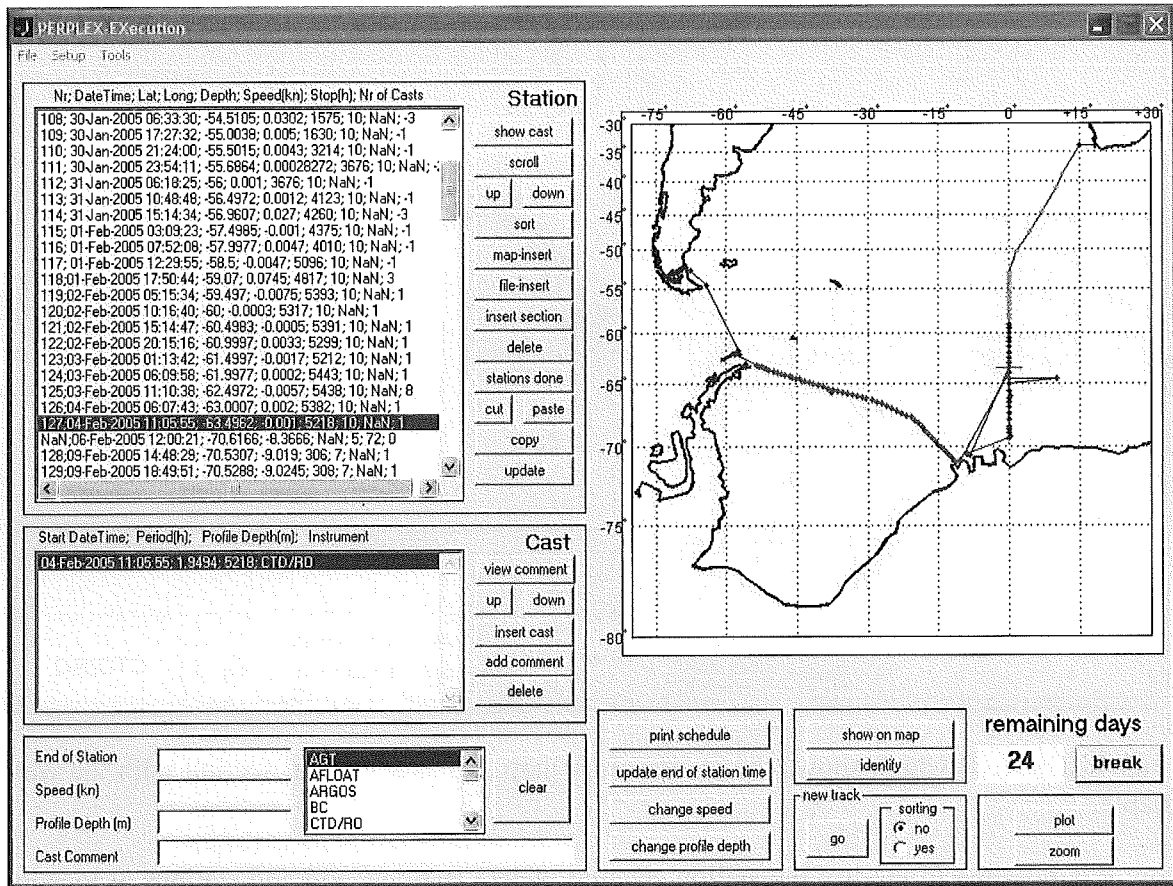 PERPLEX-EXecution
File Setup Tools
Nr; DateTime; Lat; Long; Depth; Speed(kn); Stop(h); Nr of Casts
108; 30-Jan-2005 06:33:30; -54.5105; 0.0302; 1575; 10; NaN; -3
109; 30-Jan-2005 17:27:32; -55.0038; 0.005; 1630; 10; NaN; -1
110; 30-Jan-2005 21:24:00; -55.5015; 0.0043; 3214; 10; NaN; -1
111; 30-Jan-2005 23:54:11; -55.6864; 0.00028272; 3676; 10; NaN; -
112; 31-Jan-2005 06:18:25; -56; 0.001; 3676; 10; NaN; -1
113; 31-Jan-2005 10:48:48; -56.4972; 0.0012; 4123; 10; NaN; -1
114; 31-Jan-2005 15:14:34; -56.9607; 0.027; 4260; 10; NaN; -3
115; 01-Feb-2005 03:09:23; -57.4985; -0.001; 4375; 10; NaN; -1
116; 01-Feb-2005 07:52:08; -57.9977; 0.0047; 4010; 10; NaN; -1
117; 01-Feb-2005 12:29:55; -58.5; -0.0047; 5096; 10; NaN; -1
118;01-Feb-2005 17:50:44; -59.07; 0.0745; 4817; 10; NaN; 3
119;02-Feb-2005 05:15:34; -59.497; -0.0075; 5393; 10; NaN; 1
120;02-Feb-2005 10:16:40; -60; -0.0003; 5317; 10; NaN; 1
121;02-Feb-2005 15:14:47; -60.4983; -0.0005; 5391; 10; NaN; 1
122;02-Feb-2005 20:15:16; -60.9997; 0.0033; 5299; 10; NaN; 1
123;03-Feb-2005 01:13:42; -61.4997; -0.0017; 5212; 10; NaN; 1
124;03-Feb-2005 06:09:58; -61.9977; 0.0002; 5443; 10; NaN; 1
125;03-Feb-2005 11:10:38; -62.4972; -0.0057; 5438; 10; NaN; 8
126;04-Feb-2005 06:07:43; -63.0007; 0.002; 5382; 10; NaN; 1
127;04-Feb-2005 11:05:55; -63.4962; -0.001; 5218; 10; NaN; 1
NaN;06-Feb-2005 12:00:21; -70.6166; -8.3666; NaN; 5; 72; 0
128;09-Feb-2005 14:48:29; -70.5307; -9.019; 306; 7; NaN; 1
129;09-Feb-2005 18:49:51; -70.5288; -9.0245; 308; 7; NaN; 1
Station
show cast
scroll
up down
sort
map-insert
file-insert
insert section
delete
stations done
cut paste
copy
update
-75° -60° -45° -30° -15° 0° +15° +30°
-30°
-35°
-40°
-45°
-50°
-55°
-60°
-65°
-70°
-75°
-80°
Start DateTime; Period(h); Profile Depth(m); Instrument
04-Feb-2005 11:05:55; 1.9494; 5218; CTD/RO
Cast
view comment
up down
insert cast
add comment
delete
End of Station
Speed (kn)
Profile Depth (m)
Cast Comment
AGT
AFLOAT
ARGOS
BC
CTD/RO
clear
print schedule
update end of station time
change speed
change profile depth
show on map
identify
new track
go
sorting
no
yes
remaining days
24
break
plot
zoom